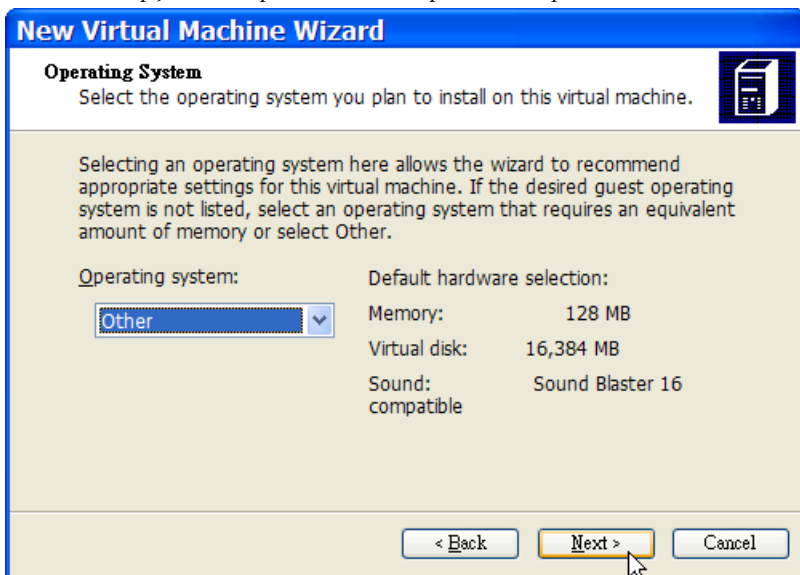 New Virtual Machine Wizard
Operating System
Select the operating system you plan to install on this virtual machine.
Selecting an operating system here allows the wizard to recommend
appropriate settings for this virtual machine. If the desired guest operating
system is not listed, select an operating system that requires an equivalent
amount of memory or select Other.
Operating system:
Other
Default hardware selection:
Memory: 128 MB
Virtual disk: 16,384 MB
Sound: Sound Blaster 16
compatible
< Back Next > Cancel